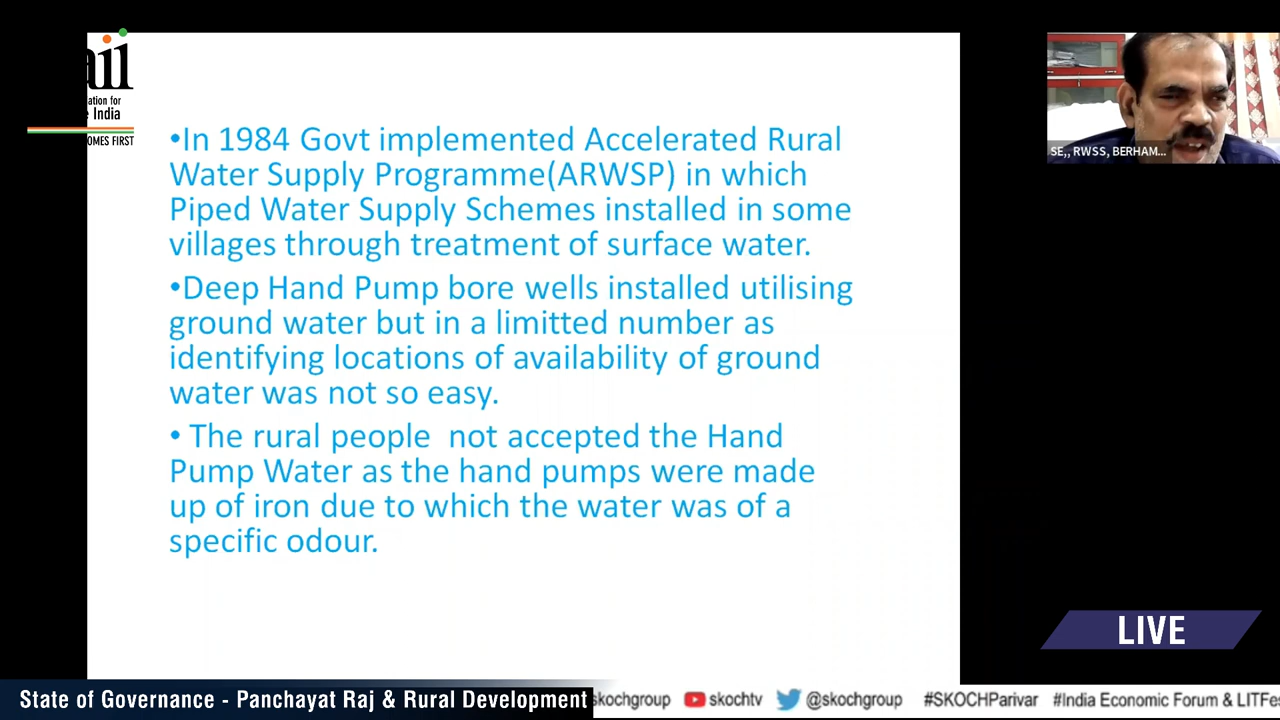 ail
ation for
e India
OMES FIRST
•In 1984 Govt implemented Accelerated Rural
Water Supply Programme(ARWSP) in which
Piped Water Supply Schemes installed in some
villages through treatment of surface water.
•Deep Hand Pump bore wells installed utilising
ground water but in a limitted number as
identifying locations of availability of ground
water was not so easy.
• The rural people not accepted the Hand
Pump Water as the hand pumps were made
up of iron due to which the water was of a
specific odour.
SE,, RWSS, BERHAM...
LIVE
State of Governance - Panchayat Raj & Rural Development
skochgroup skochtv @skochgroup #SKOCHParivar #India Economic Forum & LITFe